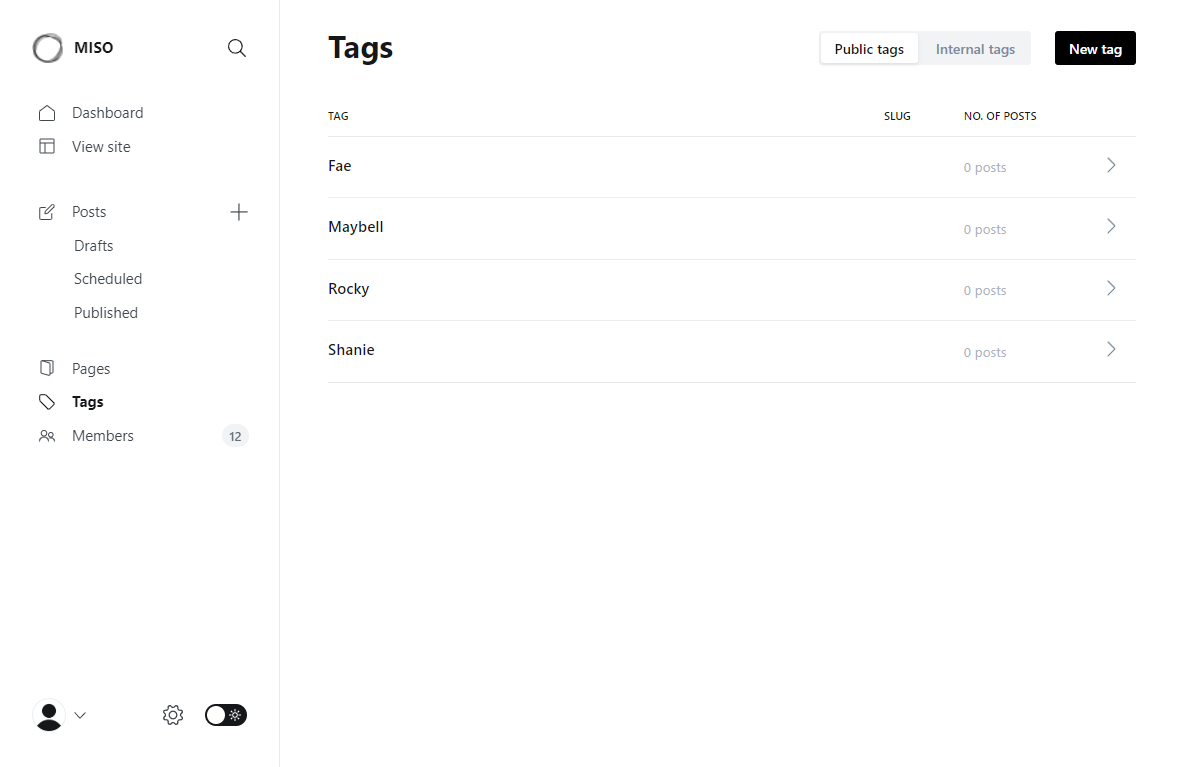 MISO
Dashboard
View site
Posts
Drafts
Scheduled
Published
Pages
Tags
Members 12
Tags
Public tags Internal tags New tag
TAG SLUG NO. OF POSTS
Fae 0 posts
Maybell 0 posts
Rocky 0 posts
Shanie 0 posts